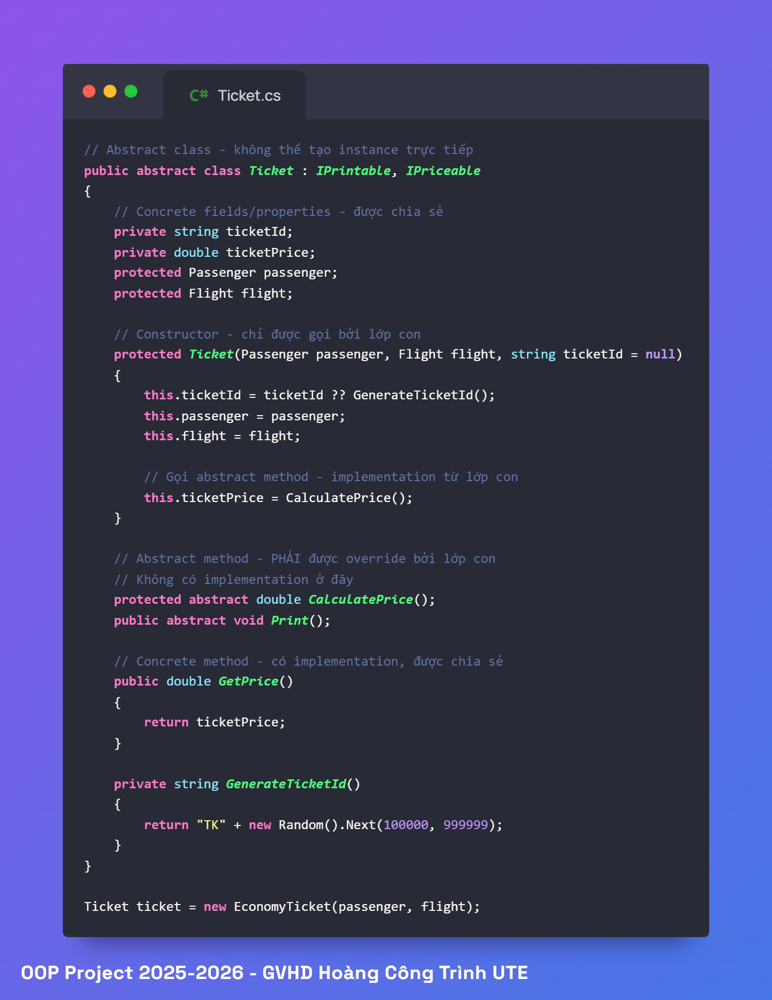 C# Ticket.cs
// Abstract class - không thể tạo instance trực tiếp
public abstract class Ticket : IPrintable, IPriceable
{
    // Concrete fields/properties - được chia sẻ
    private string ticketId;
    private double ticketPrice;
    protected Passenger passenger;
    protected Flight flight;

    // Constructor - chỉ được gọi bởi lớp con
    protected Ticket(Passenger passenger, Flight flight, string ticketId = null)
    {
        this.ticketId = ticketId ?? GenerateTicketId();
        this.passenger = passenger;
        this.flight = flight;

        // Gọi abstract method - implementation từ lớp con
        this.ticketPrice = CalculatePrice();
    }

    // Abstract method - PHẢI được override bởi lớp con
    // Không có implementation ở đây
    protected abstract double CalculatePrice();
    public abstract void Print();

    // Concrete method - có implementation, được chia sẻ
    public double GetPrice()
    {
        return ticketPrice;
    }

    private string GenerateTicketId()
    {
        return "TK" + new Random().Next(100000, 999999);
    }
}

Ticket ticket = new EconomyTicket(passenger, flight);
OOP Project 2025-2026 - GVHD Hoàng Công Trình UTE